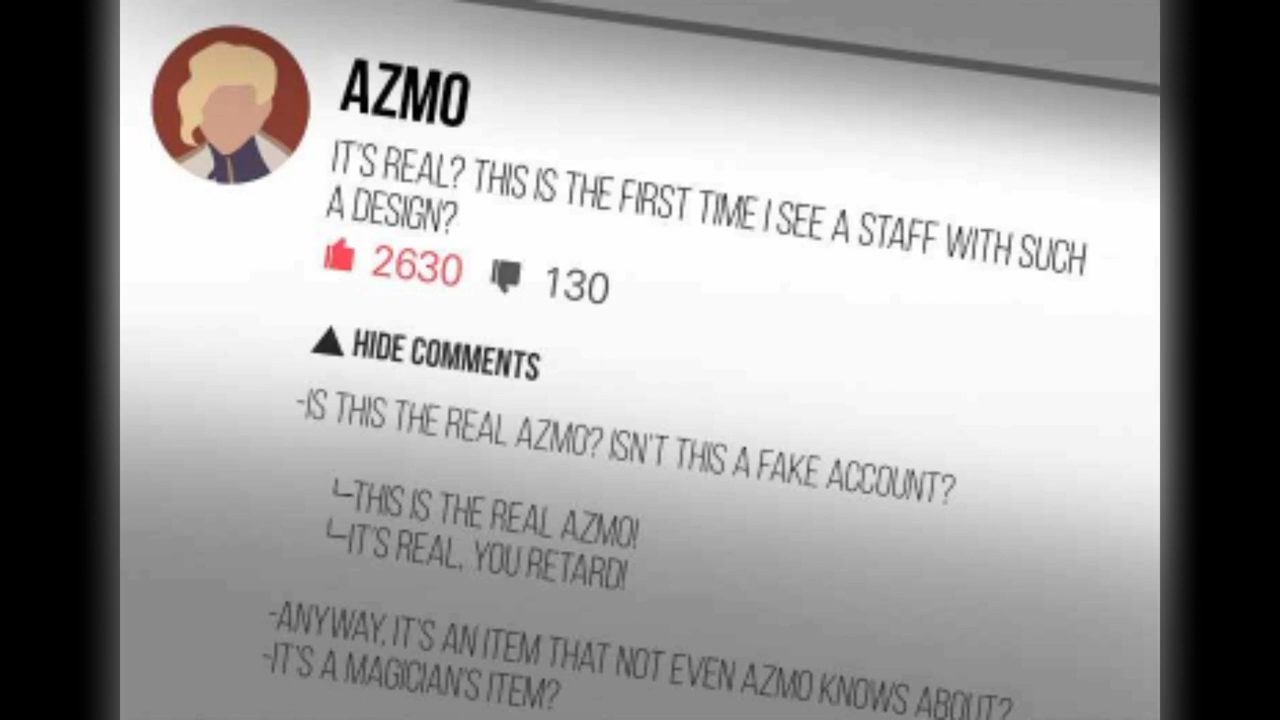 AZMO
IT'S REAL? THIS IS THE FIRST TIME I SEE A STAFF WITH SUCH
A DESIGN?
2630 130
HIDE COMMENTS
-IS THIS THE REAL AZMO? ISN'T THIS A FAKE ACCOUNT?
THIS IS THE REAL AZMO!
IT'S REAL, YOU RETARD!
-ANYWAY, IT'S AN ITEM THAT NOT EVEN AZMO KNOWS ABOUT?
-IT'S A MAGICIAN'S ITEM?